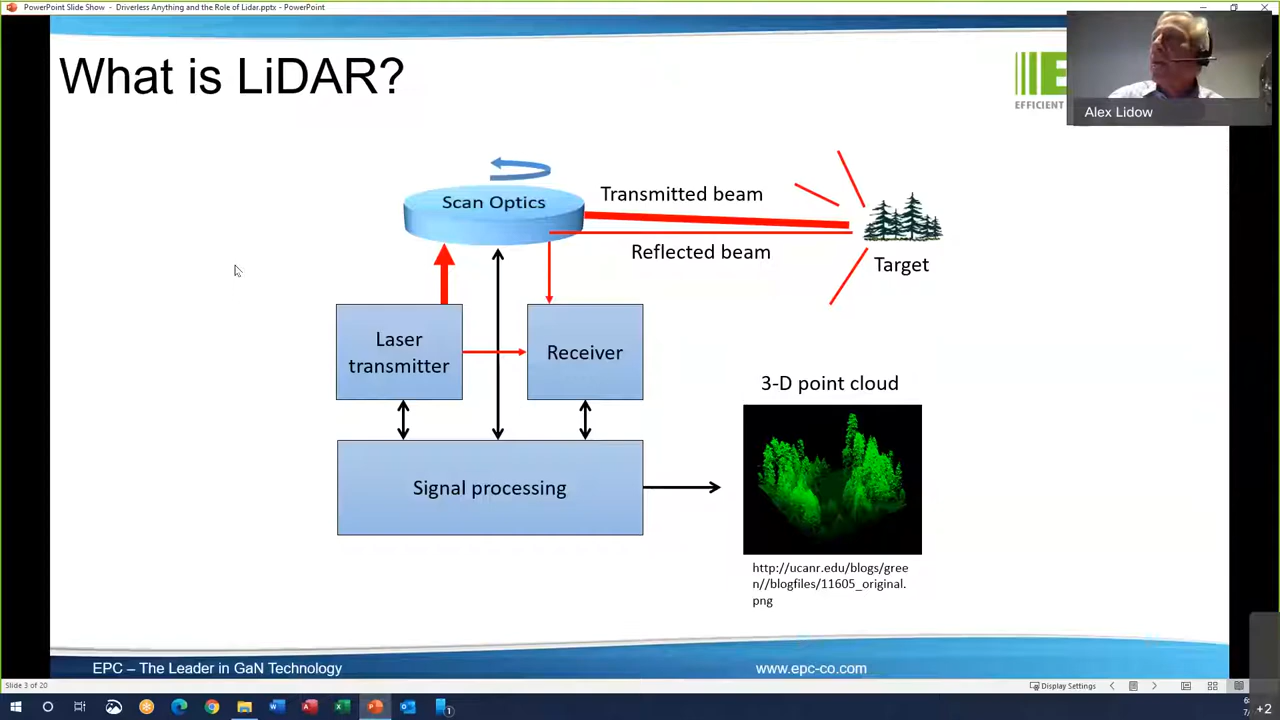 PowerPoint Slide Show - Driverless Anything and the Role of Lidar.pptx - PowerPoint
What is LiDAR?
EFFICIENT
Alex Lidow
Scan Optics
Transmitted beam
Reflected beam
Target
Laser
transmitter
Receiver
3-D point cloud
Signal processing
http://ucanr.edu/blogs/gree
n//blogfiles/11605_original.
png
EPC – The Leader in GaN Technology
www.epc-co.com
Slide 3 of 20
Display Settings
+2